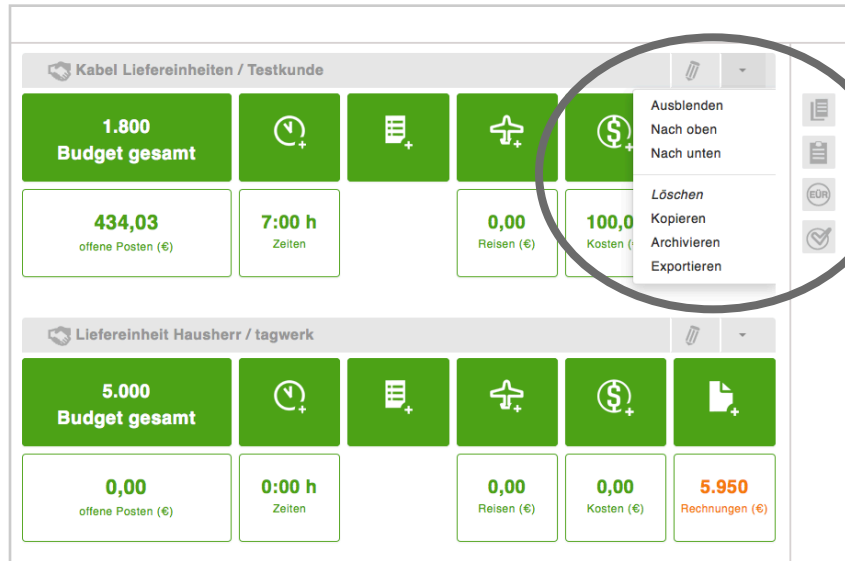 Kabel Liefereinheiten / Testkunde
1.800
Budget gesamt
Ausblenden
Nach oben
Nach unten
Löschen
Kopieren
Archivieren
Exportieren
434,03
offene Posten (€)
7:00 h
Zeiten
0,00
Reisen (€)
100,0
Kosten (
EÜR
Liefereinheit Hausherr / tagwerk
5.000
Budget gesamt
0,00
offene Posten (€)
0:00 h
Zeiten
0,00
Reisen (€)
0,00
Kosten (€)
5.950
Rechnungen (€)